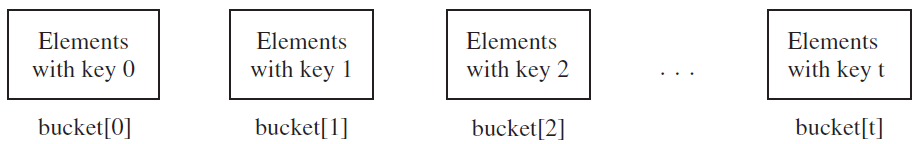 Elements
with key 0
Elements
with key 1
Elements
with key 2
. . .
Elements
with key t
bucket[0]
bucket[1]
bucket[2]
bucket[t]